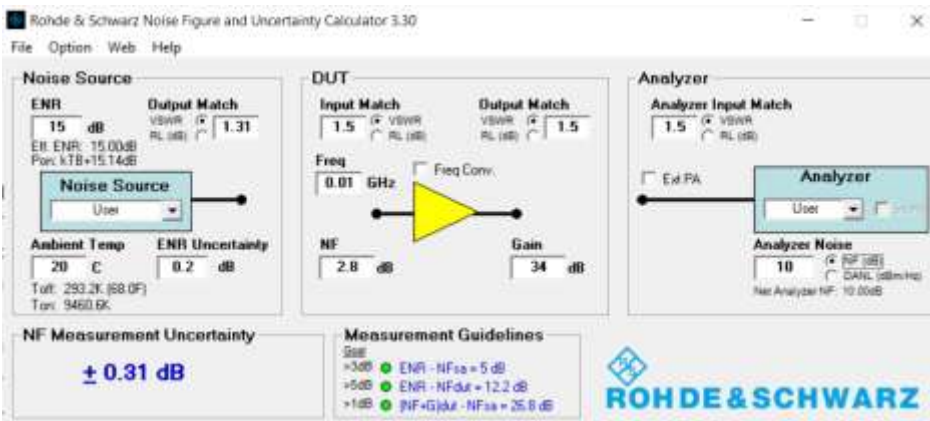 Rohde & Schwarz Noise Figure and Uncertainty Calculator 3.30
File Option Web Help
Noise Source
ENR
15 dB
Output Match
VSWR
RL (dB)
1.31
Eff. ENR: 15.00dB
Pon: kTB+15.14dB
Noise Source
User
Ambient Temp
20 C
ENR Uncertainty
0.2 dB
Toff: 293.2K (68.0F)
Ton: 9460.6K
DUT
Input Match
1.5
VSWR
RL (dB)
Output Match
VSWR
RL (dB)
1.5
Freq
0.01 GHz
Freq Conv.
NF
2.8 dB
Gain
34 dB
Analyzer
Analyzer Input Match
1.5
VSWR
RL (dB)
Ext PA
Analyzer
User
Analyzer Noise
10
NF (dB)
DANL (dBm/Hz)
Net Analyzer NF: 10.00dB
NF Measurement Uncertainty
± 0.31 dB
Measurement Guidelines
Goal
>3dB ENR - NFsa = 5 dB
>5dB ENR - NFdut = 12.2 dB
>1dB (NF+G)dut - NFsa = 26.8 dB
ROHDE & SCHWARZ